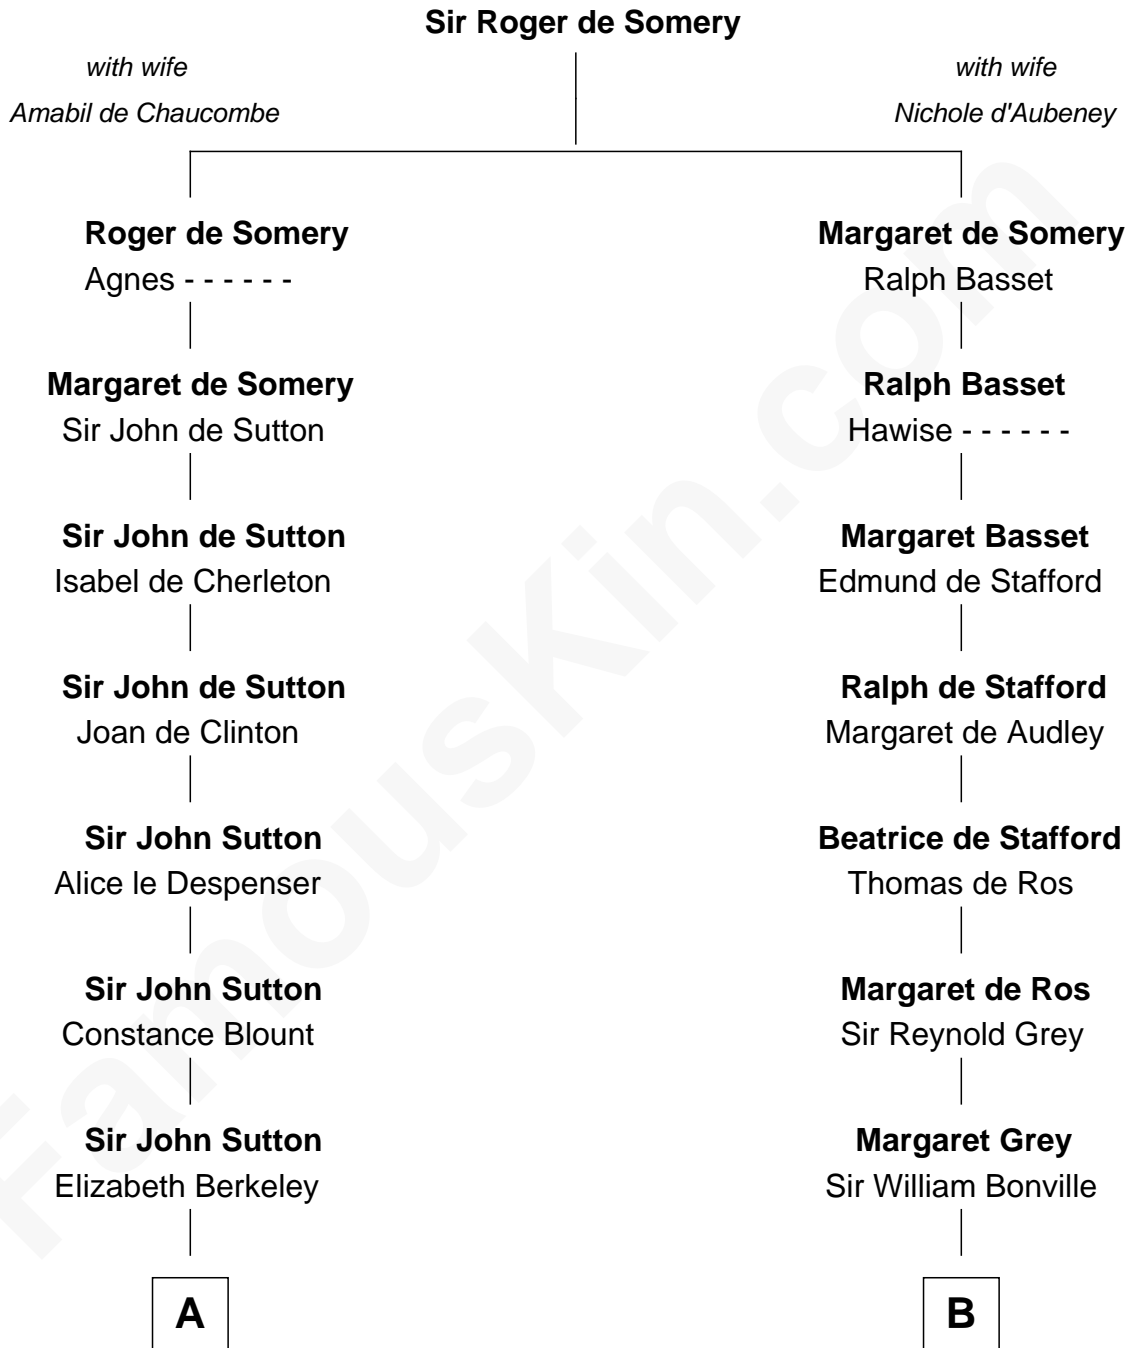 Sir Roger de Somery
with wife
Amabil de Chaucombe
with wife
Nichole d'Aubeney
Roger de Somery
Agnes - - - - - -
Margaret de Somery
Ralph Basset
Margaret de Somery
Sir John de Sutton
Ralph Basset
Hawise - - - - - -
Sir John de Sutton
Isabel de Cherleton
Margaret Basset
Edmund de Stafford
Sir John de Sutton
Joan de Clinton
Ralph de Stafford
Margaret de Audley
Sir John Sutton
Alice le Despenser
Beatrice de Stafford
Thomas de Ros
Sir John Sutton
Constance Blount
Margaret de Ros
Sir Reynold Grey
Sir John Sutton
Elizabeth Berkeley
Margaret Grey
Sir William Bonville
A
B
FamousKin.com